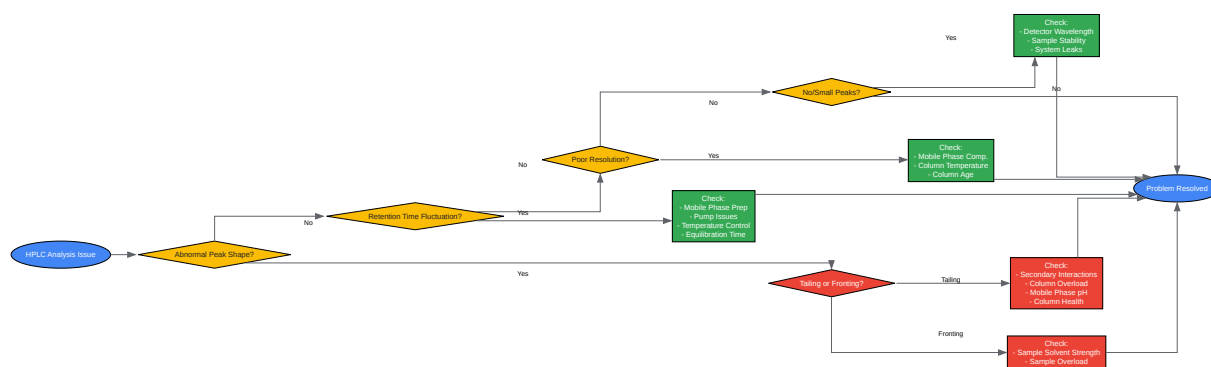 HPLC Analysis Issue
Abnormal Peak Shape?
No
Yes
Retention Time Fluctuation?
No
Yes
Check:
- Mobile Phase Prep
- Pump Issues
- Temperature Control
- Equilibration Time
Poor Resolution?
No
Yes
Check:
- Mobile Phase Comp.
- Column Temperature
- Column Age
No/Small Peaks?
Yes
No
Check:
- Detector Wavelength
- Sample Stability
- System Leaks
Tailing or Fronting?
Tailing
Check:
- Secondary Interactions
- Column Overload
- Mobile Phase pH
- Column Health
Fronting
Check:
- Sample Solvent Strength
- Sample Overload
Problem Resolved